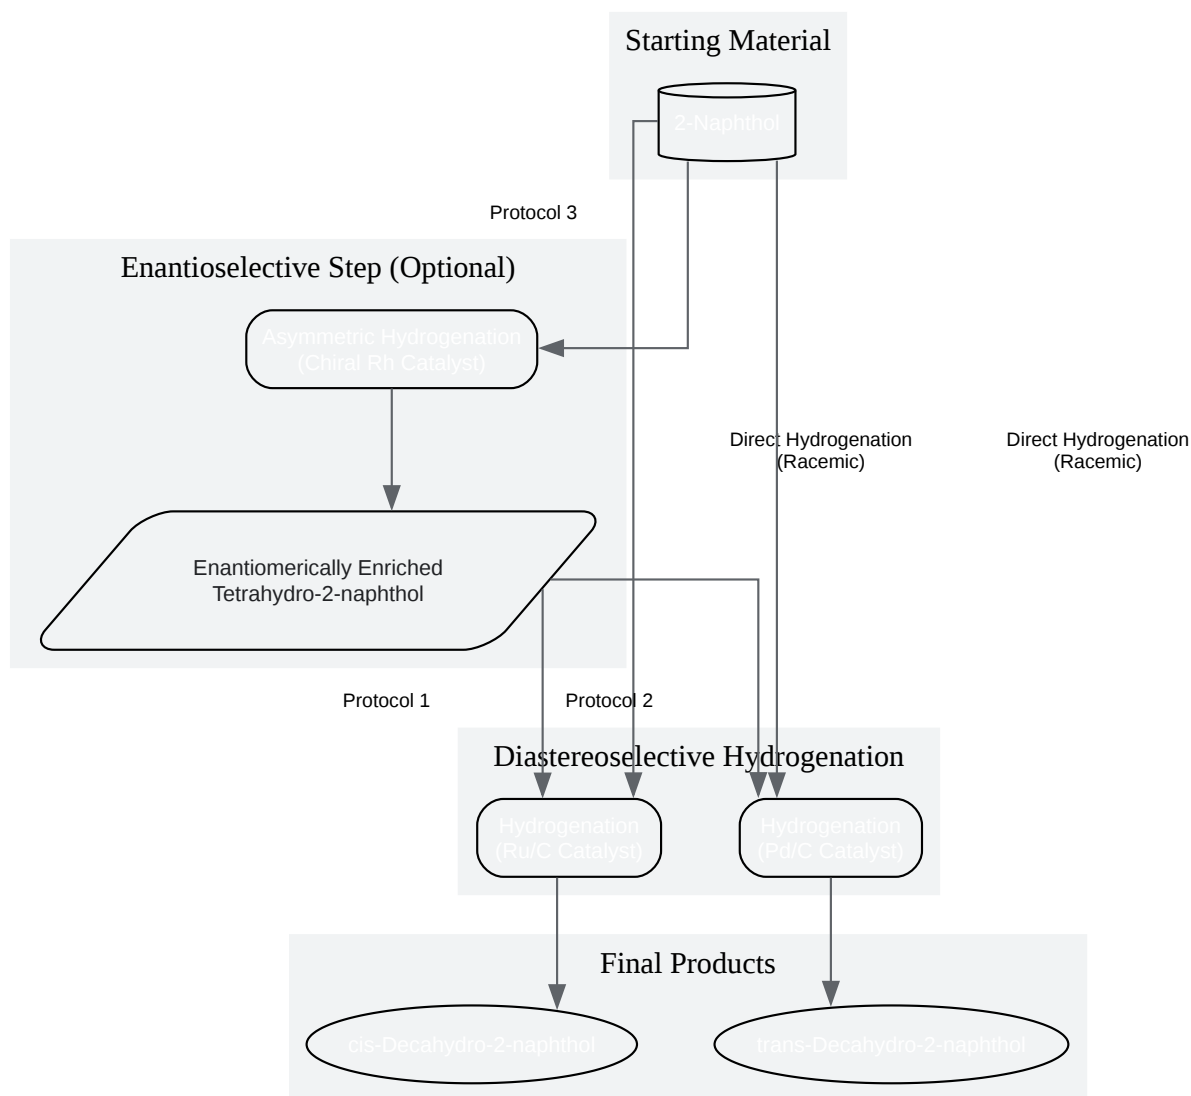 Starting Material
2-Naphthol
Protocol 3
Enantioselective Step (Optional)
Asymmetric Hydrogenation
(Chiral Rh Catalyst)
Direct Hydrogenation
(Racemic)
Direct Hydrogenation
(Racemic)
Enantiomerically Enriched
Tetrahydro-2-naphthol
Protocol 1
Protocol 2
Diastereoselective Hydrogenation
Hydrogenation
(Ru/C Catalyst)
Hydrogenation
(Pd/C Catalyst)
Final Products
cis-Decahydro-2-naphthol
trans-Decahydro-2-naphthol